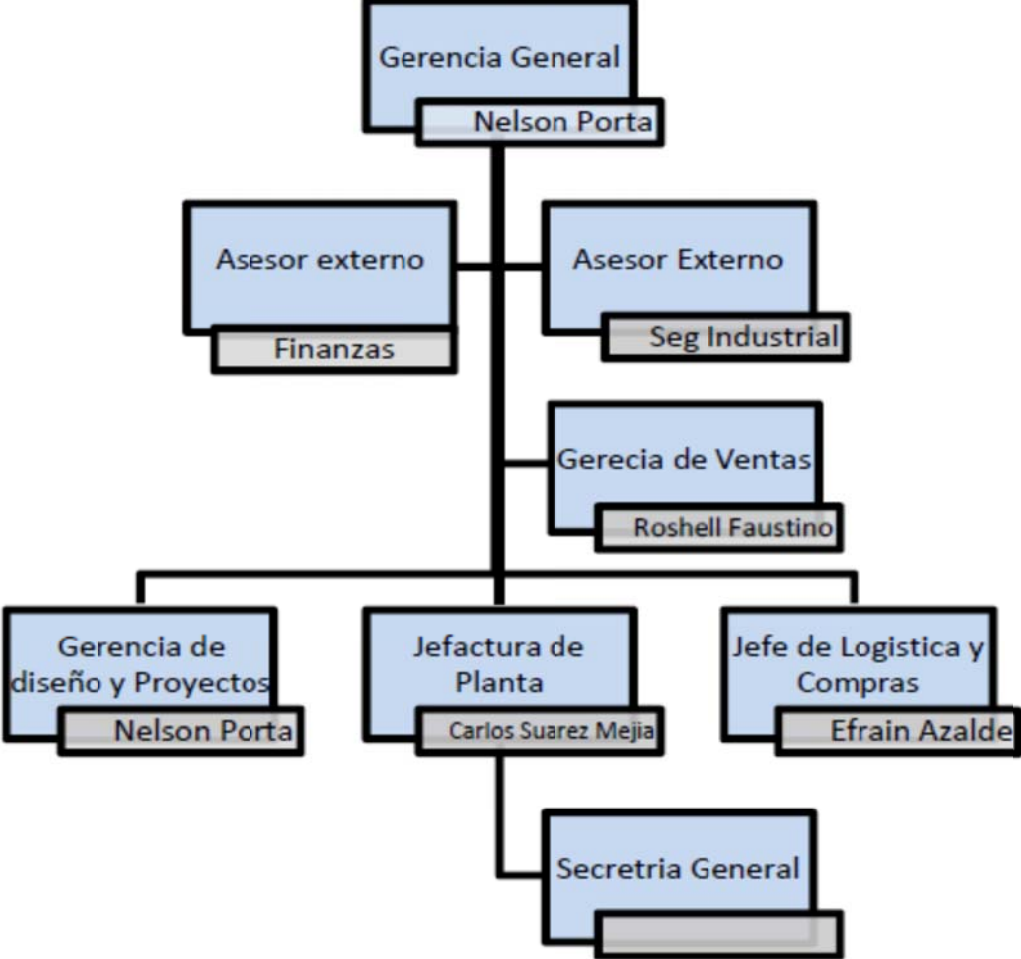 Gerencia General
Nelson Porta
Asesor externo
Finanzas
Asesor Externo
Seg Industrial
Gerecia de Ventas
Roshell Faustino
Gerencia de
diseño y Proyectos
Nelson Porta
Jefactura de
Planta
Carlos Suarez Mejia
Jefe de Logistica y
Compras
Efrain Azalde
Secretria General